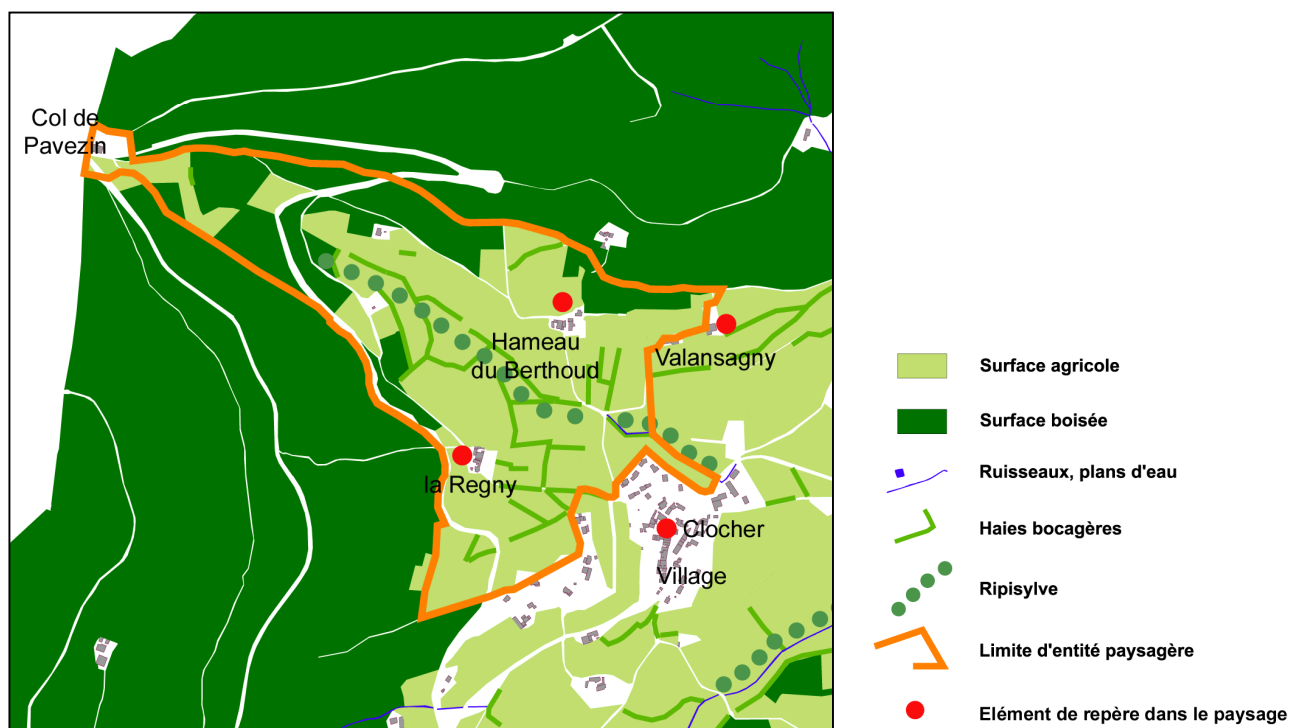 Col de
Pavezin
Hameau
du Berthoud
Valansagny
la Regny
Clocher
Village
Surface agricole
Surface boisée
Ruisseaux, plans d'eau
Haies bocagères
Ripisylve
Limite d'entité paysagère
Elément de repère dans le paysage